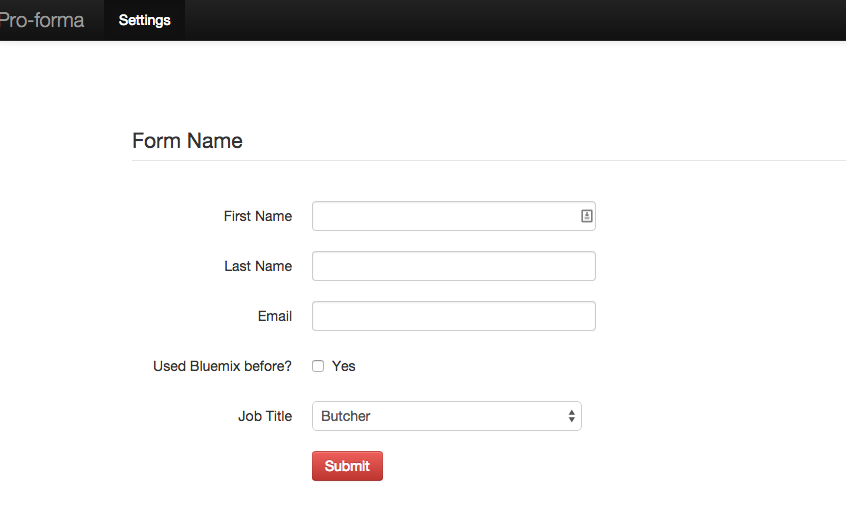 Pro-forma Settings
Form Name
First Name
Last Name
Email
Used Bluemix before? Yes
Job Title Butcher
Submit